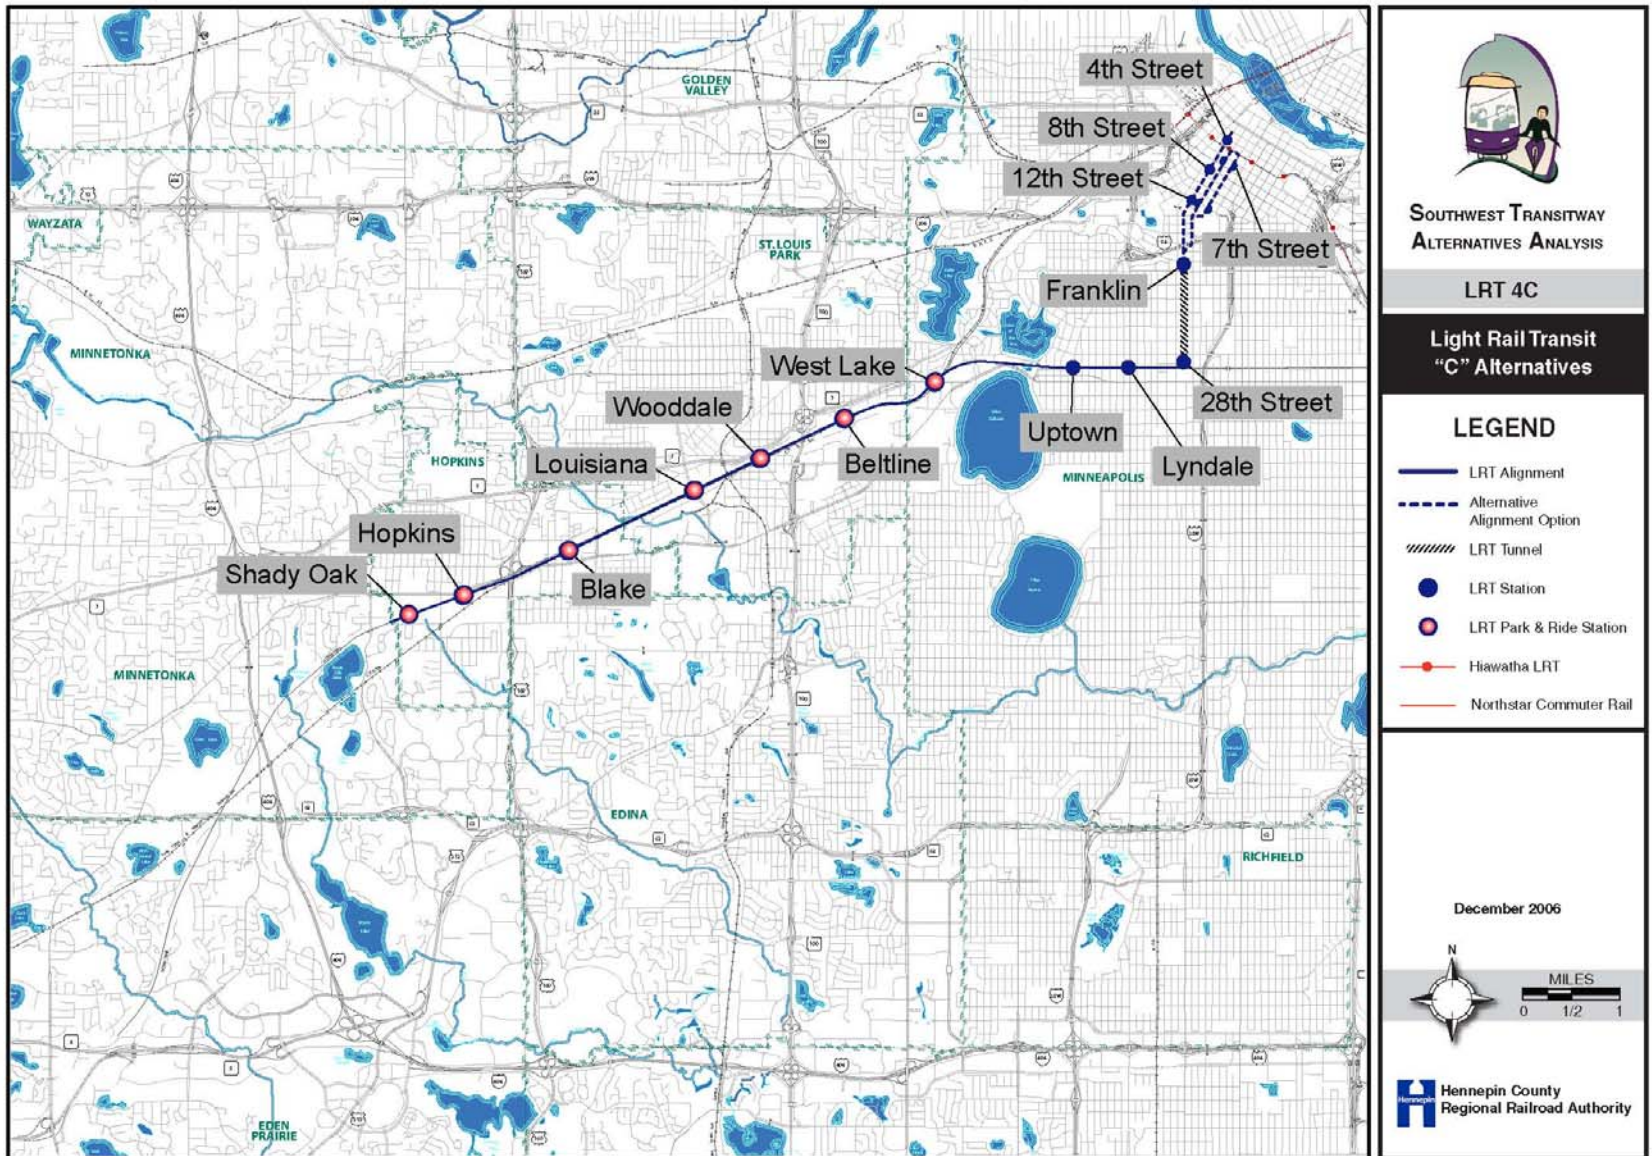 4th Street
GOLDEN
VALLEY
8th Street
12th Street
WAYZATA
ST. LOUIS
PARK
7th Street
Franklin
MINNETONKA
West Lake
Wooddale
28th Street
Uptown
HOPKINS
Louisiana
Beltline
Lyndale
MINNEAPOLIS
Hopkins
Shady Oak
Blake
MINNETONKA
EDINA
RICHFIELD
EDEN
PRAIRIE
SOUTHWEST TRANSITWAY
ALTERNATIVES ANALYSIS
LRT 4C
Light Rail Transit
“C” Alternatives
LEGEND
LRT Alignment
Alternative
Alignment Option
LRT Tunnel
LRT Station
LRT Park & Ride Station
Hiawatha LRT
Northstar Commuter Rail
December 2006
N
MILES
0 1/2 1
Hennepin
Hennepin County
Regional Railroad Authority